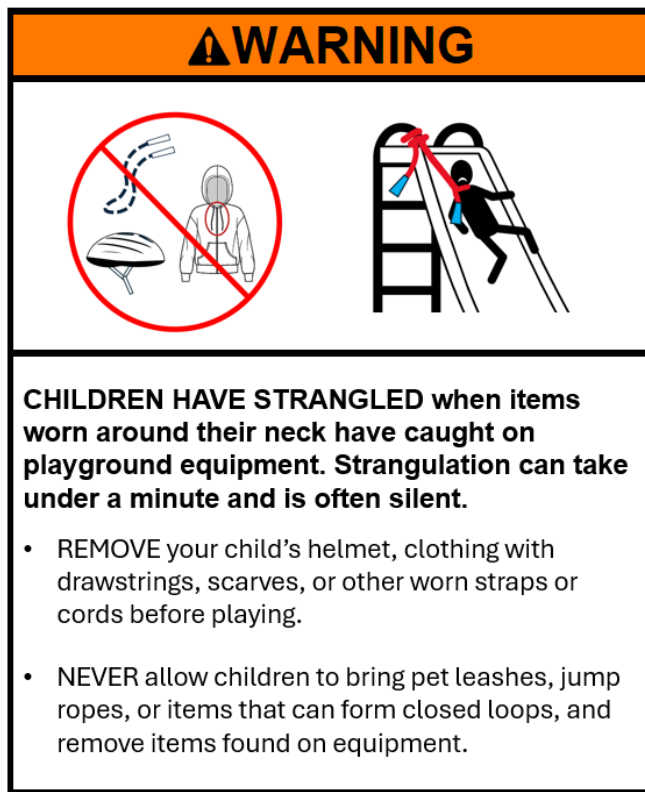 WARNING
CHILDREN HAVE STRANGLED when items
worn around their neck have caught on
playground equipment. Strangulation can take
under a minute and is often silent.
• REMOVE your child’s helmet, clothing with
drawstrings, scarves, or other worn straps or
cords before playing.
• NEVER allow children to bring pet leashes, jump
ropes, or items that can form closed loops, and
remove items found on equipment.